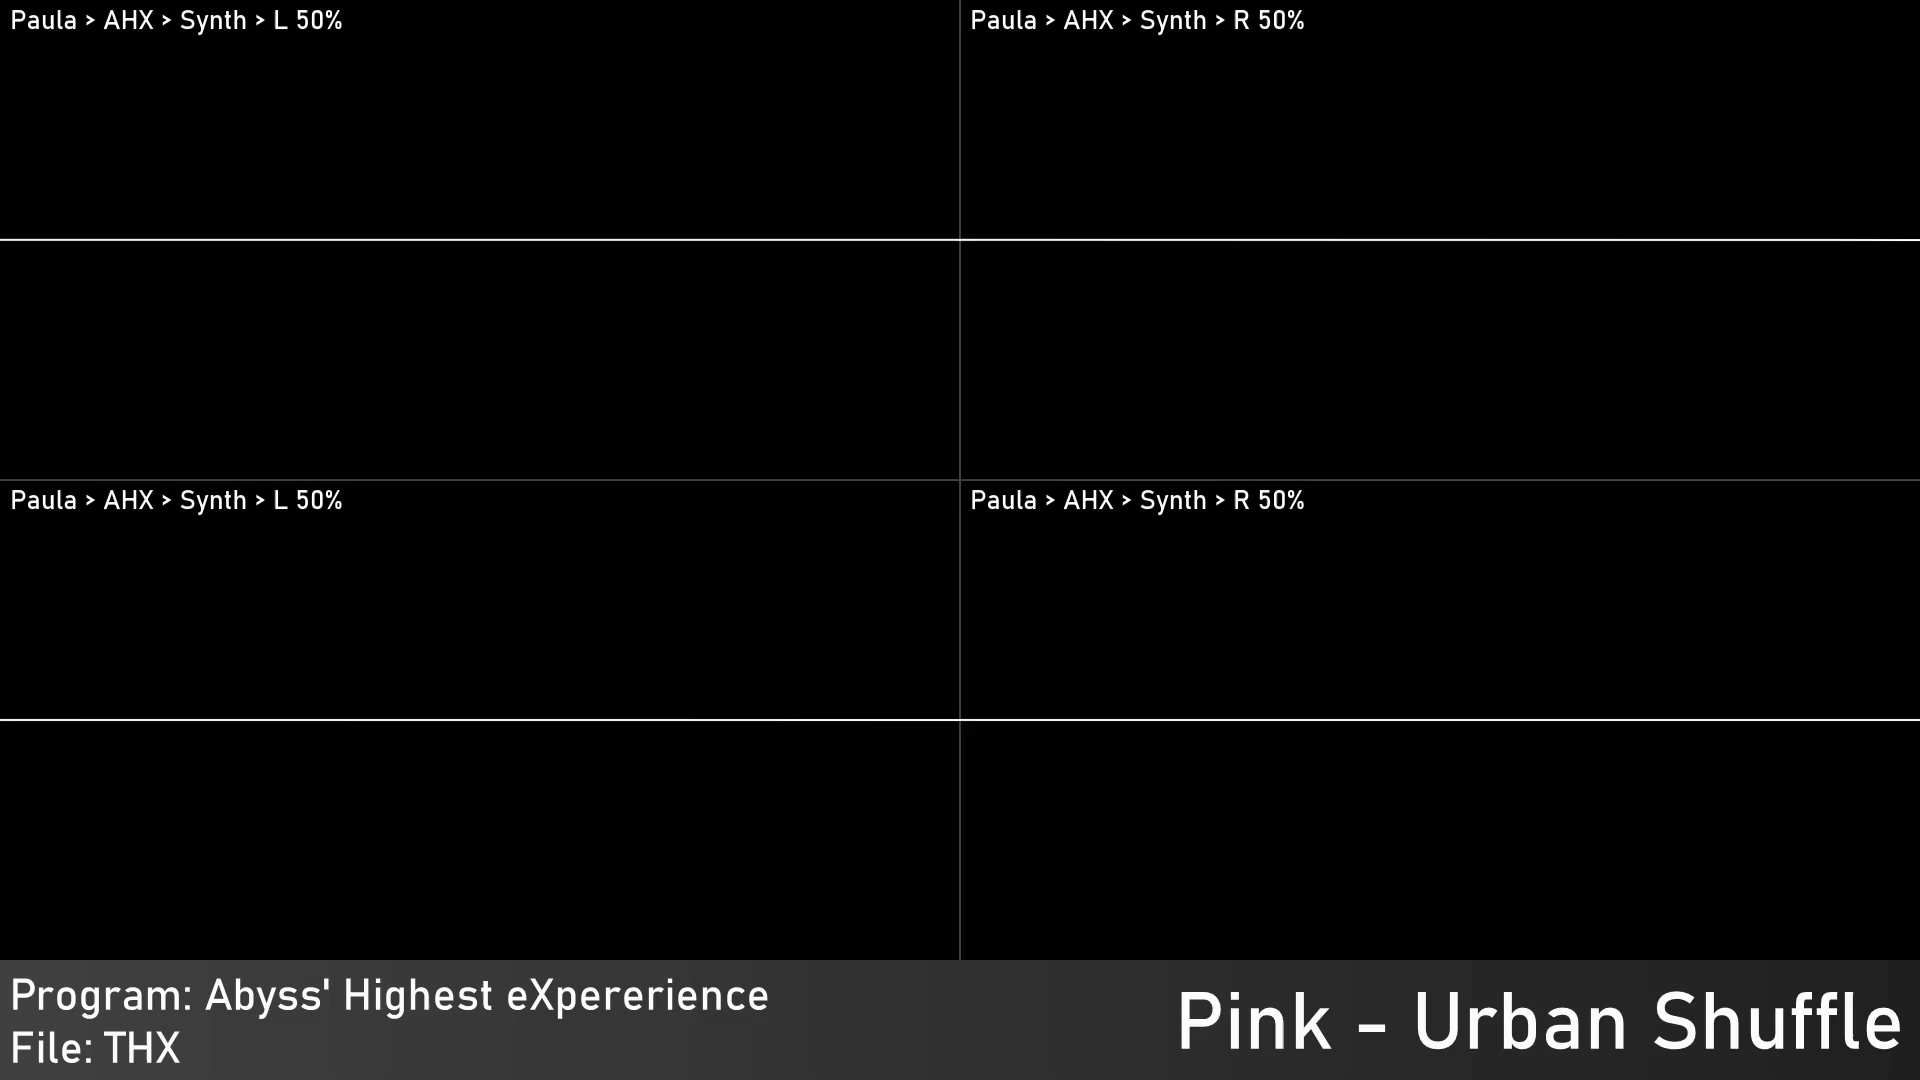 Paula > AHX > Synth > L 50%
Paula > AHX > Synth > R 50%
Paula > AHX > Synth > L 50%
Paula > AHX > Synth > R 50%
Program: Abyss' Highest eXpererience
File: THX
Pink - Urban Shuffle